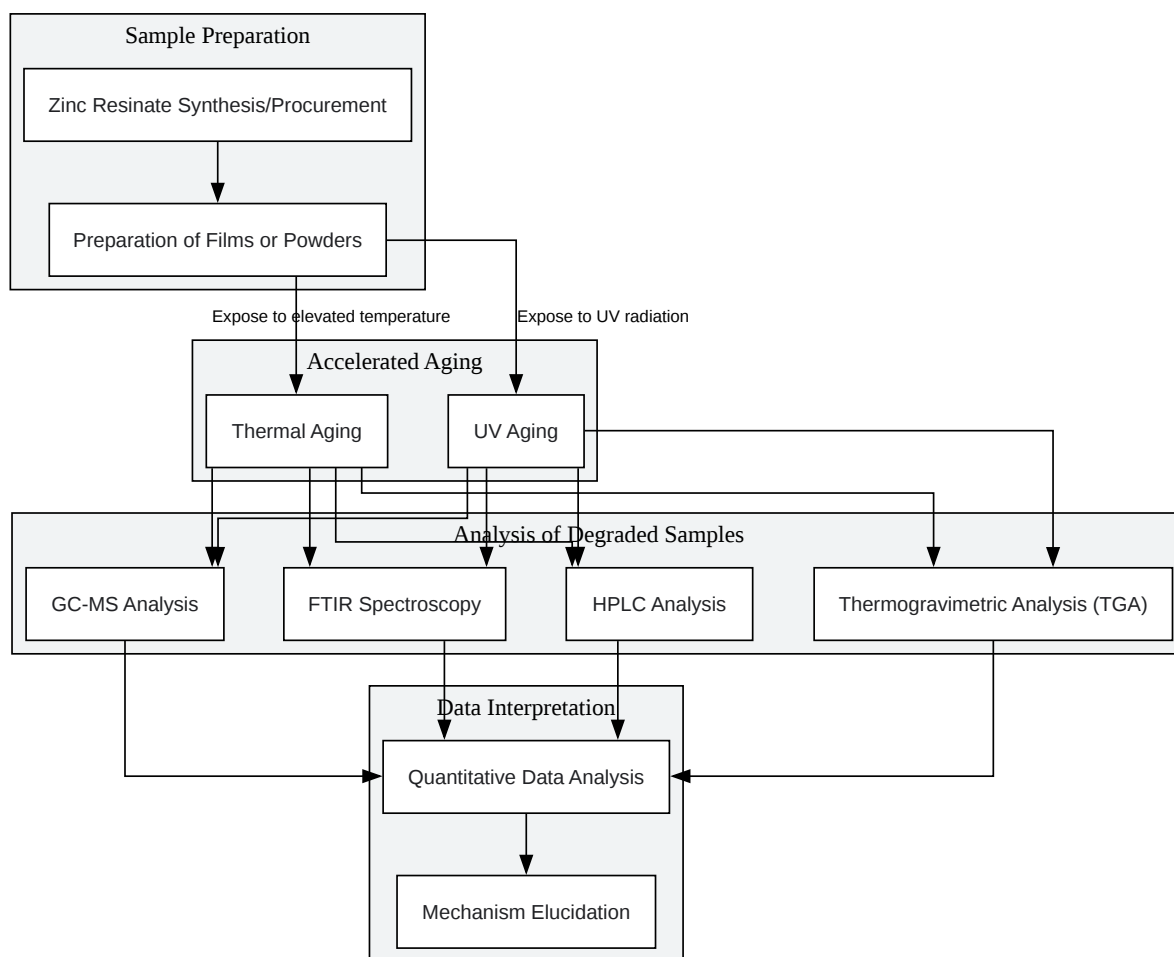 Sample Preparation
Zinc Resinate Synthesis/Procurement
Preparation of Films or Powders
Expose to elevated temperature
Expose to UV radiation
Accelerated Aging
Thermal Aging
UV Aging
Analysis of Degraded Samples
GC-MS Analysis
FTIR Spectroscopy
HPLC Analysis
Thermogravimetric Analysis (TGA)
Data Interpretation
Quantitative Data Analysis
Mechanism Elucidation